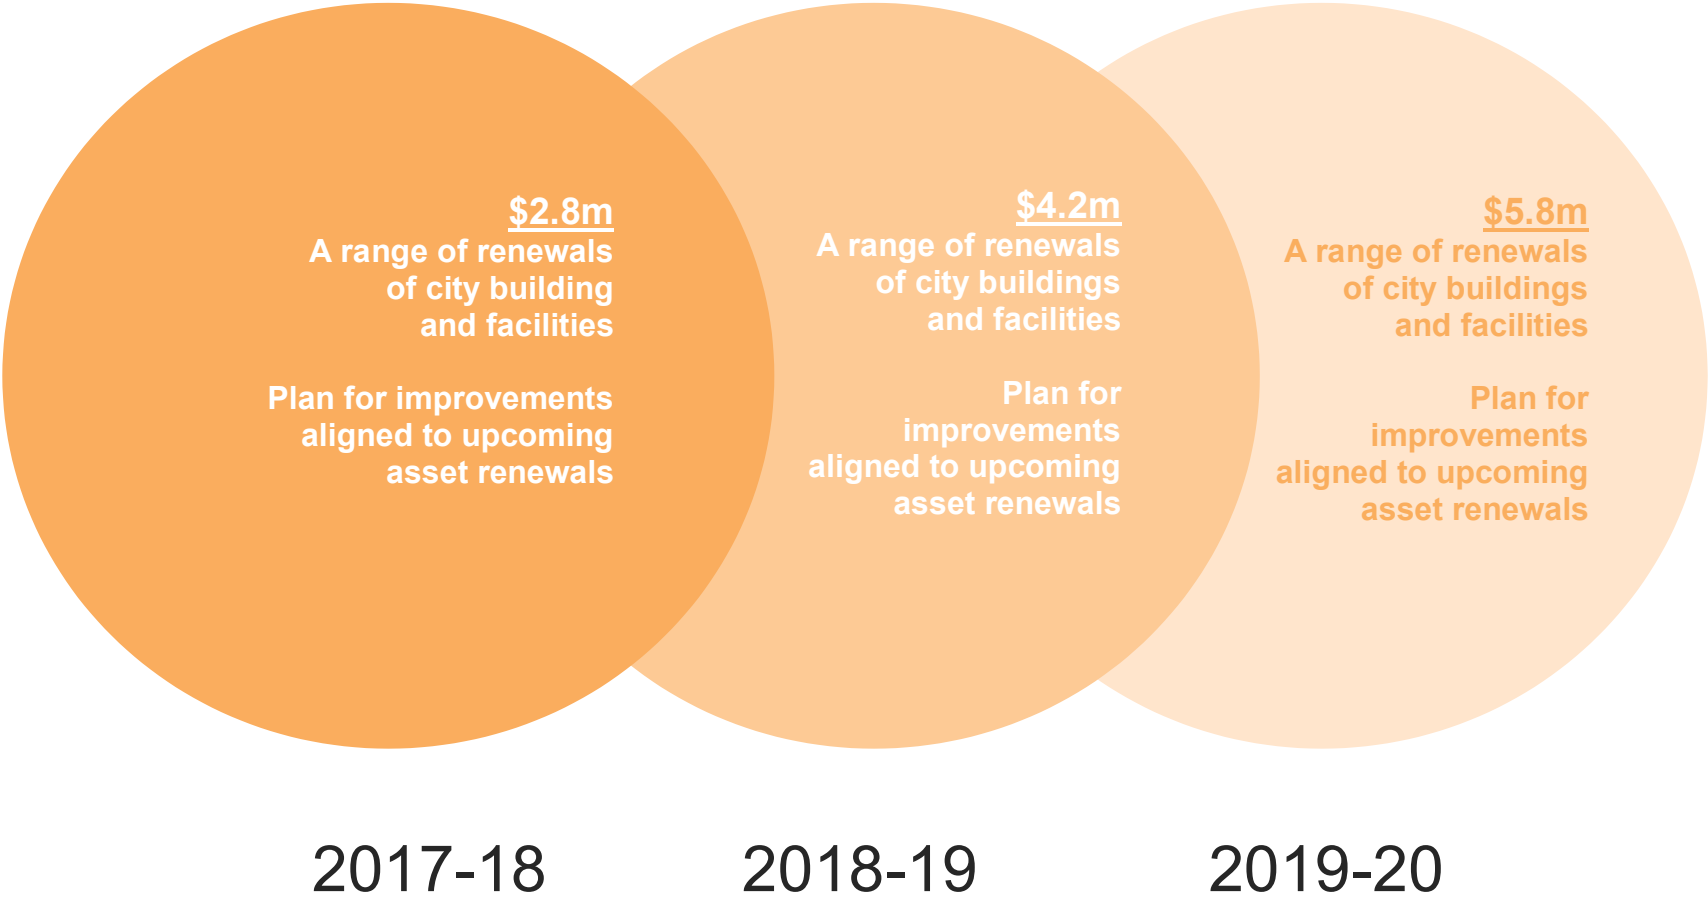 $2.8m
A range of renewals
of city building
and facilities
Plan for improvements
aligned to upcoming
asset renewals
$4.2m
A range of renewals
of city buildings
and facilities
Plan for
improvements
aligned to upcoming
asset renewals
$5.8m
A range of renewals
of city buildings
and facilities
Plan for
improvements
aligned to upcoming
asset renewals
2017-18
2018-19
2019-20